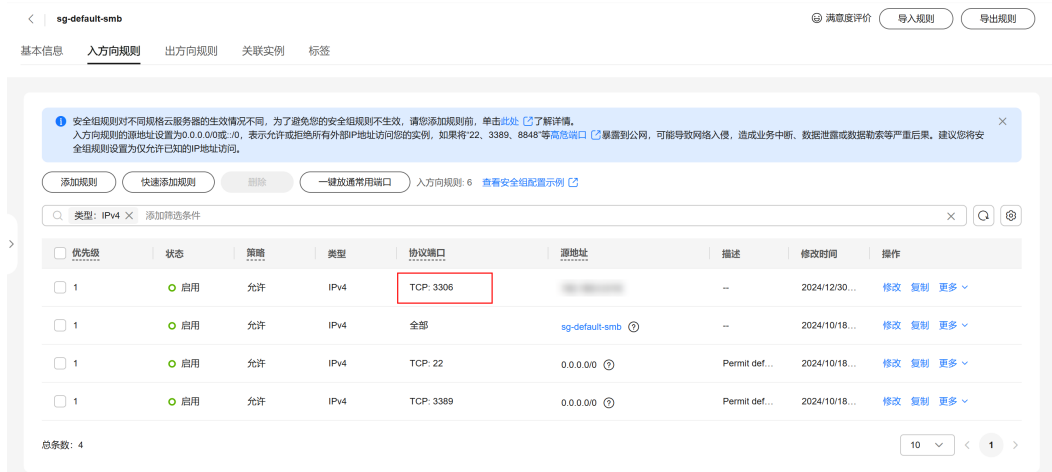 sg-default-smb 满意度评价 导入规则 导出规则
基本信息 入方向规则 出方向规则 关联实例 标签
安全组规则对不同规格云服务器的生效情况不同，为了避免您的安全组规则不生效，请您添加规则前，单击此处了解详情。
入方向规则的源地址设置为0.0.0.0/0或::/0，表示允许或拒绝所有外部IP地址访问您的实例，如果将“22、3389、8848”等高危端口暴露到公网，可能导致网络入侵，造成业务中断、数据泄露或数据勒索等严重后果。建议您将安
全组规则设置为仅允许已知的IP地址访问。
添加规则 快速添加规则 删除 一键放通常用端口 入方向规则: 6 查看安全组配置示例
类型: IPv4 添加筛选条件
优先级 状态 策略 类型 协议端口 源地址 描述 修改时间 操作
1 启用 允许 IPv4 TCP: 3306 -- 2024/12/30... 修改 复制 更多
1 启用 允许 IPv4 全部 sg-default-smb -- 2024/10/18... 修改 复制 更多
1 启用 允许 IPv4 TCP: 22 0.0.0.0/0 Permit def... 2024/10/18... 修改 复制 更多
1 启用 允许 IPv4 TCP: 3389 0.0.0.0/0 Permit def... 2024/10/18... 修改 复制 更多
总条数: 4 10 1